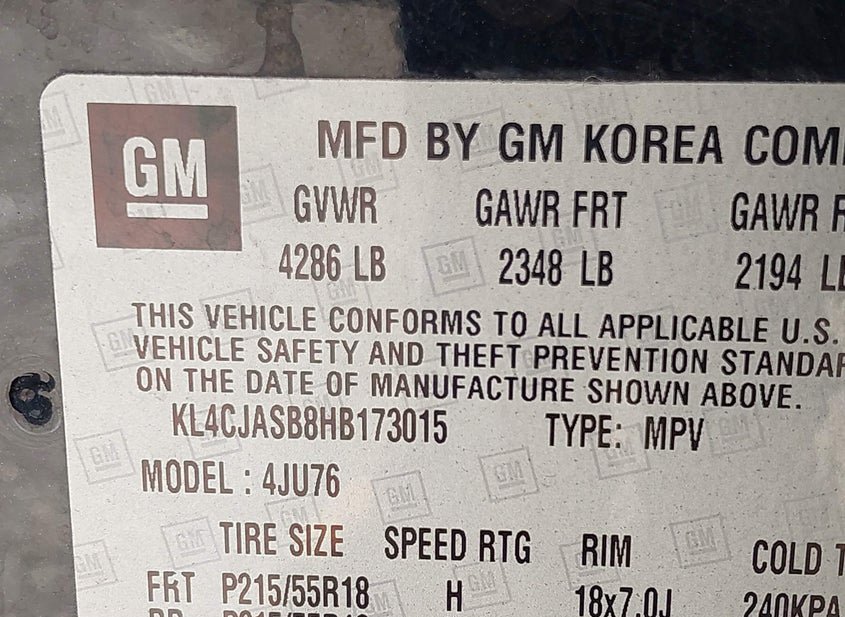 GM
MFD BY GM KOREA COM
GVWR GAWR FRT GAWR
4286 LB 2348 LB 2194
THIS VEHICLE CONFORMS TO ALL APPLICABLE U.S.
VEHICLE SAFETY AND THEFT PREVENTION STANDAR
ON THE DATE OF MANUFACTURE SHOWN ABOVE.
6
KL4CJASB8HB173015 TYPE: MPV
MODEL : 4JU76
TIRE SIZE SPEED RTG RIM COLD
FRT P215/55R18 H 18x7.0J 240KPA